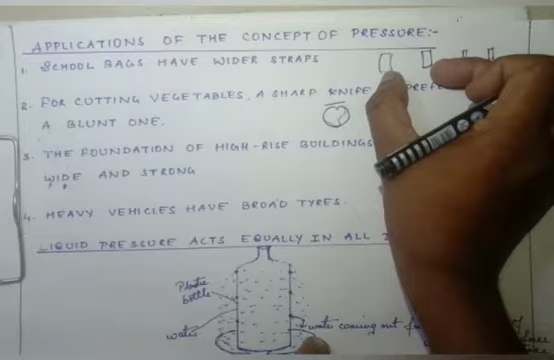 APPLICATIONS OF THE CONCEPT OF PRESSURE:-
1. SCHOOL BAGS HAVE WIDER STRAPS
2. FOR CUTTING VEGETABLES, A SHARP KNIFE
A BLUNT ONE.
3. THE FOUNDATION OF HIGH-RISE BUILDINGS
WIDE AND STRONG
4. HEAVY VEHICLES HAVE BROAD TYRES.
LIQUID PRESSURE ACTS EQUALLY IN ALL
Plastic
bottle
water
water coming out